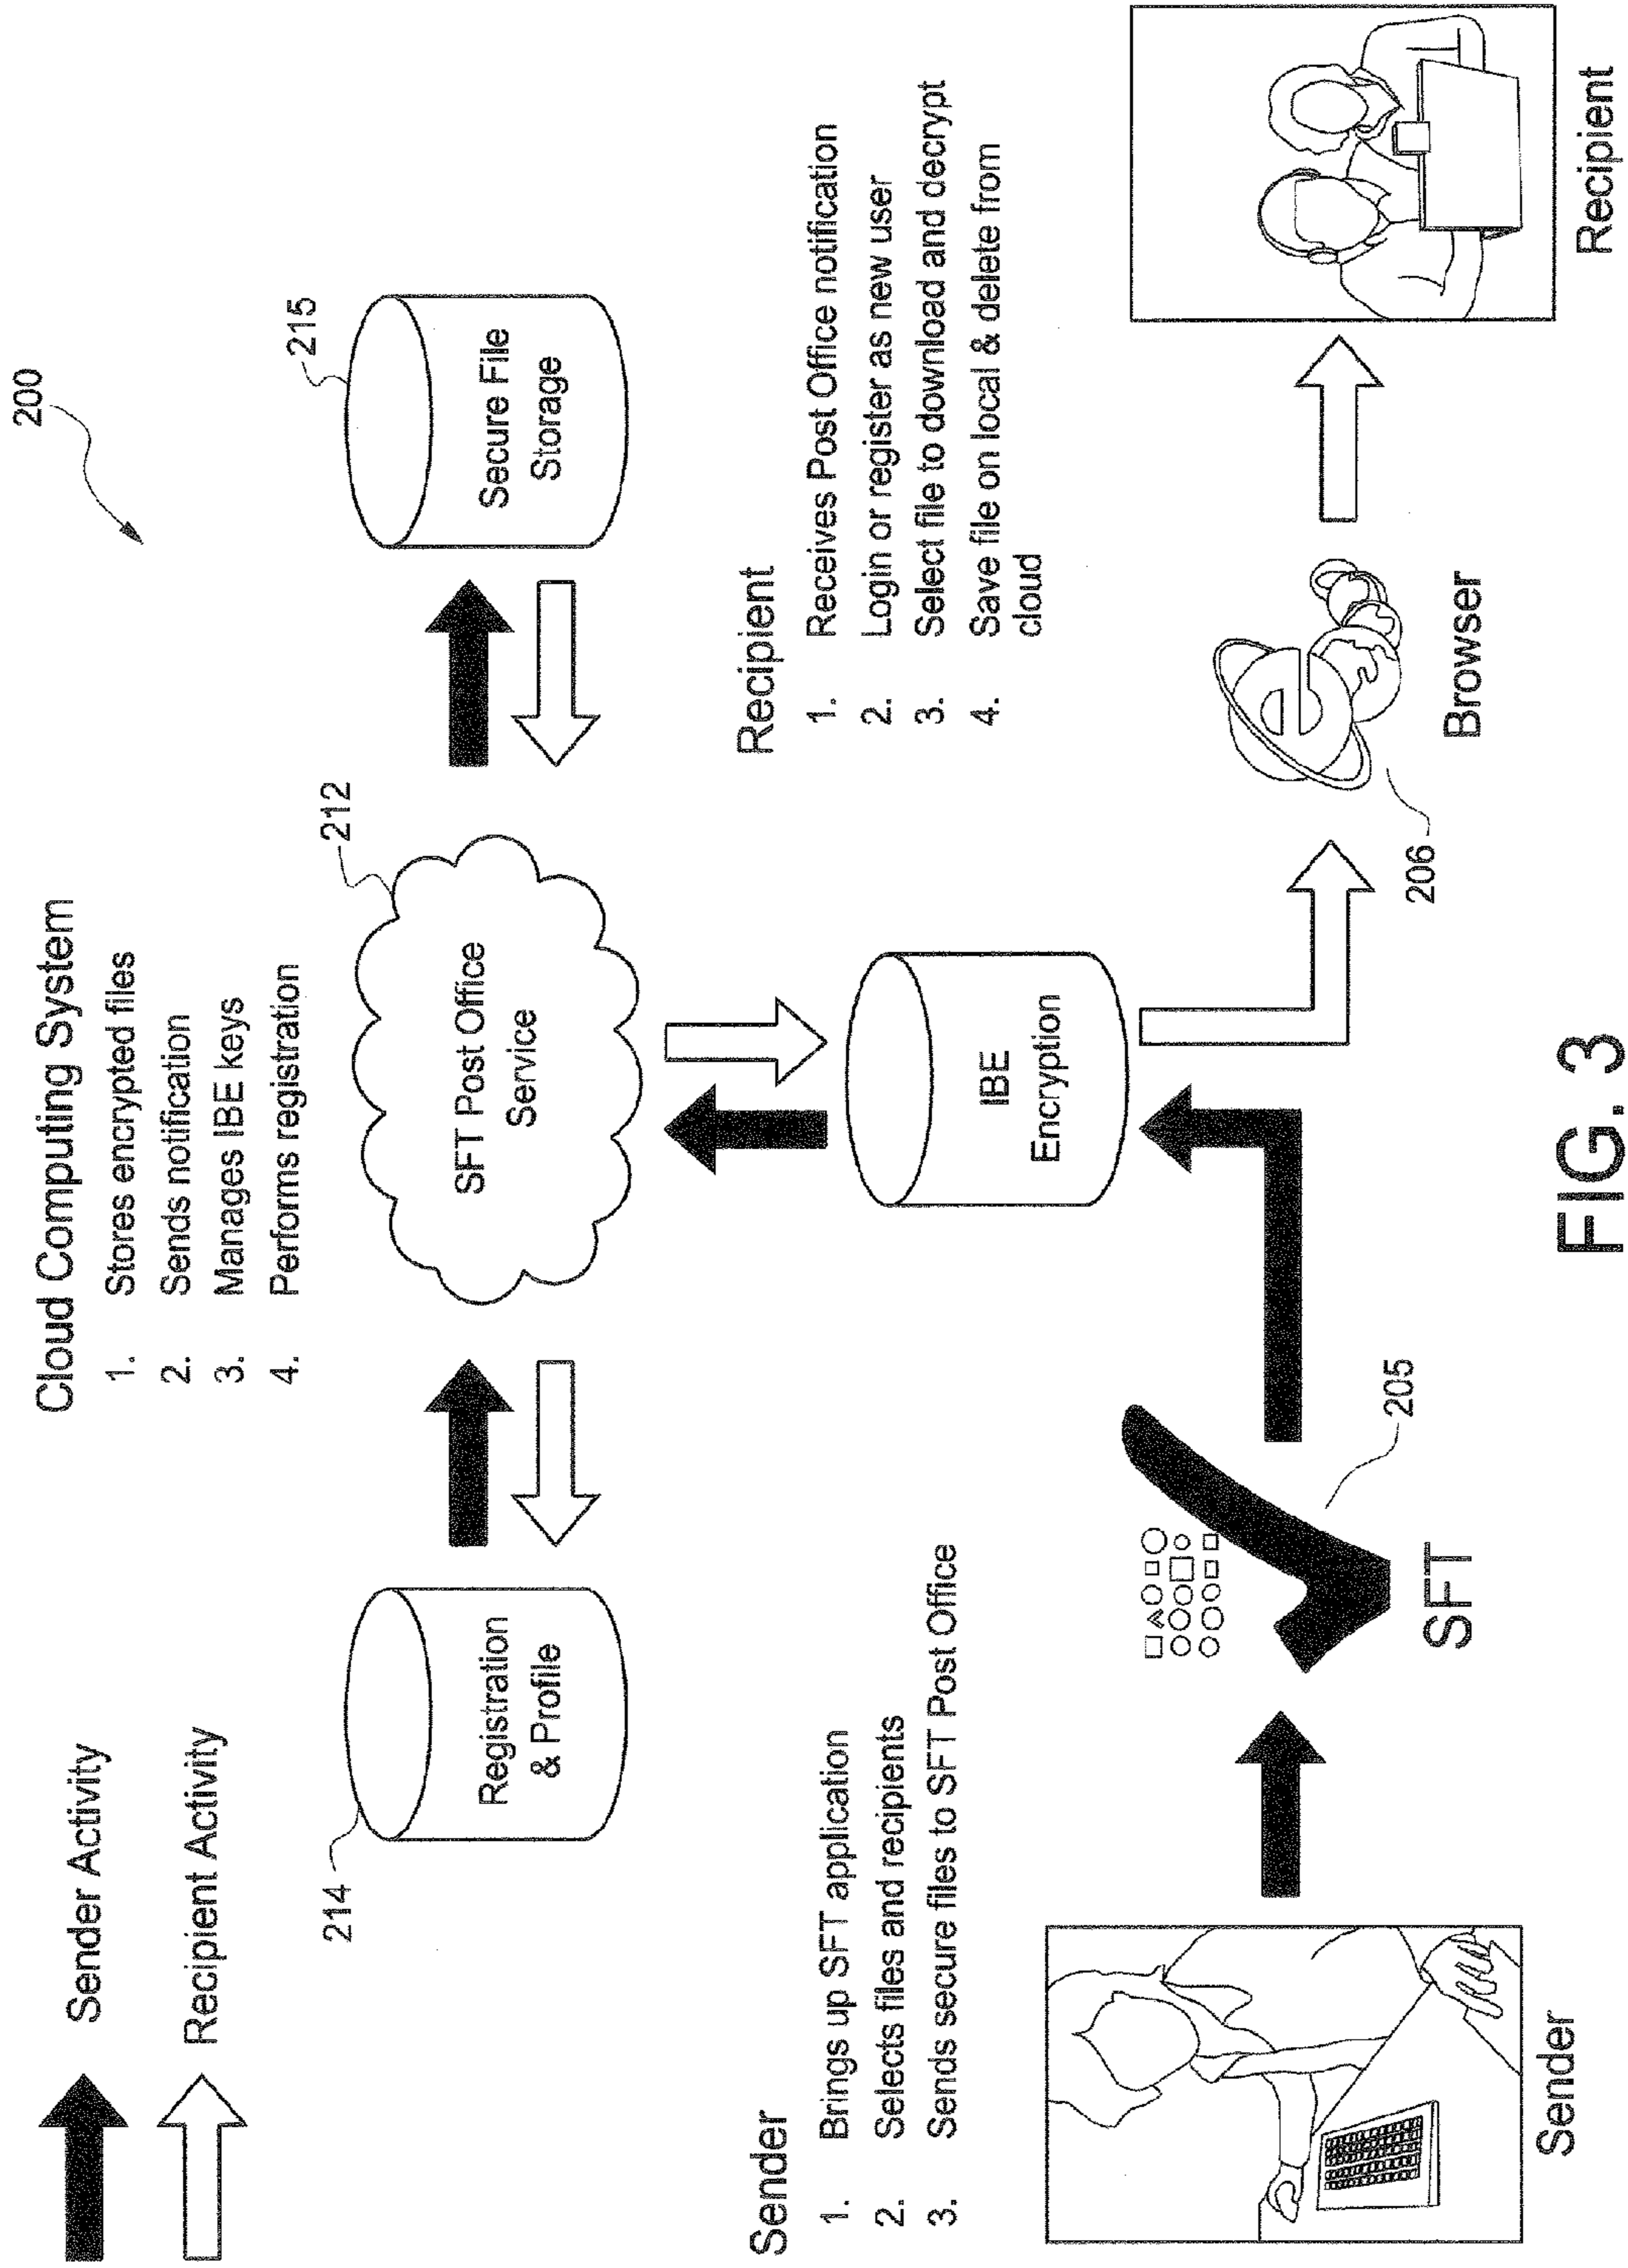 200
Sender Activity
Recipient Activity
Cloud Computing System
1. Stores encrypted files
2. Sends notification
3. Manages IBE keys
4. Performs registration
214
Registration
& Profile
212
SFT Post Office
Service
215
Secure File
Storage
Sender
1. Brings up SFT application
2. Selects files and recipients
3. Sends secure files to SFT Post Office
IBE
Encryption
Recipient
1. Receives Post Office notification
2. Login or register as new user
3. Select file to download and decrypt
4. Save file on local & delete from
cloud
Sender
SFT
205
206
e
Browser
Recipient
FIG. 3